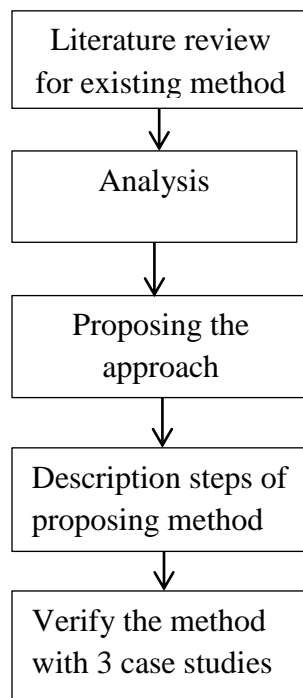 Literature review
for existing method
Analysis
Proposing the
approach
Description steps of
proposing method
Verify the method
with 3 case studies